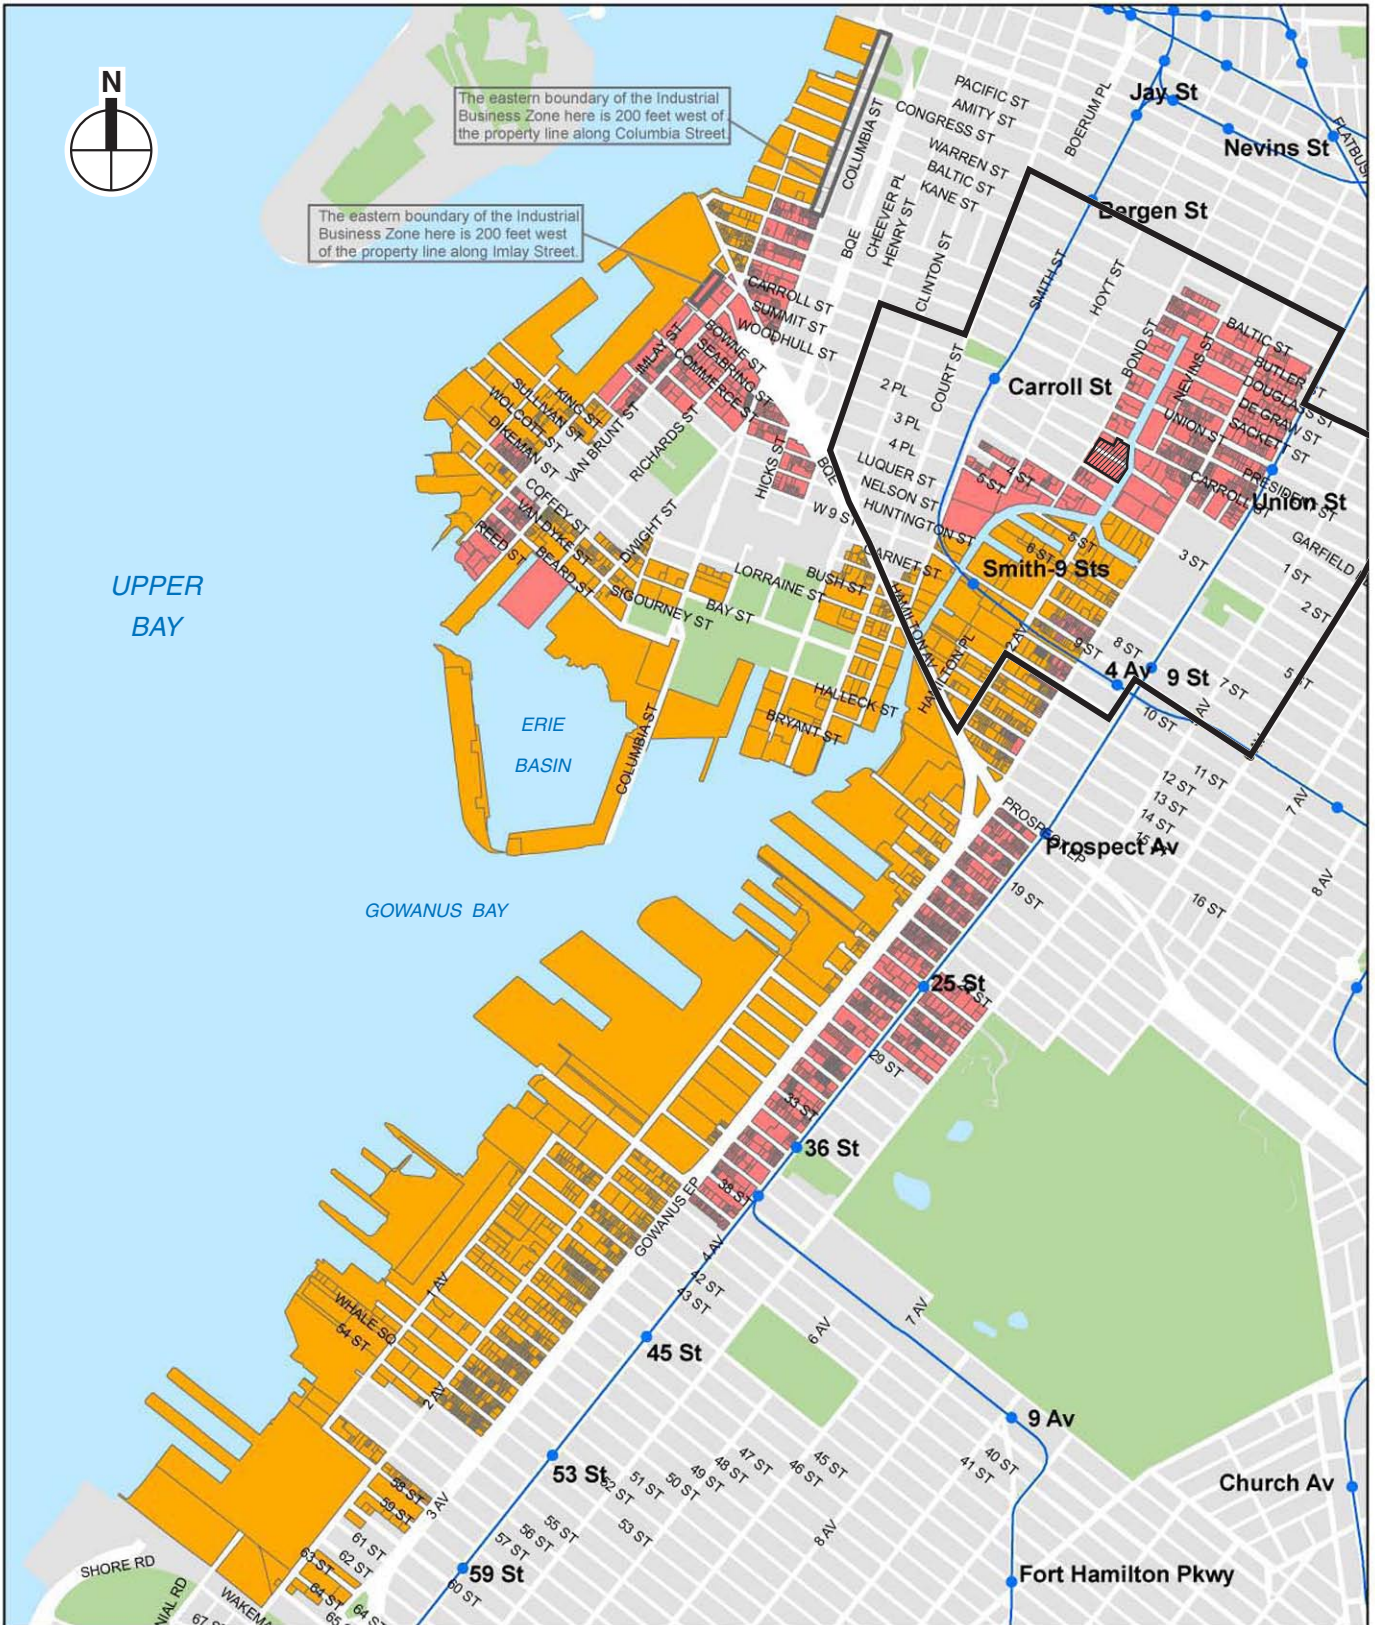 N
The eastern boundary of the Industrial
Business Zone here is 200 feet west of
the property line along Columbia Street.
The eastern boundary of the Industrial
Business Zone here is 200 feet west
of the property line along Imlay Street.
COLUMBIA ST
PACIFIC ST
AMITY ST
CONGRESS ST
WARREN ST
BALTIC ST
KANE ST
BOERUM PL
Jay St
Nevins St
Bergen St
BQE
CHEEVER PL
HENRY ST
CLINTON ST
SMITH ST
HOYT ST
CARROLL ST
SUMMIT ST
WOODHULL ST
BOWNE ST
SEABRING ST
COMMERCE ST
IMLAY ST
KING ST
SULLIVAN ST
WOLCOTT ST
DIKEMAN ST
VAN BRUNT ST
RICHARDS ST
HICKS ST
BQE
COURT ST
2 PL
3 PL
4 PL
LUQUER ST
NELSON ST
HUNTINGTON ST
W 9 ST
Carroll St
BOND ST
NEVINS ST
BALTIC ST
BUTLER ST
DOUGLASS ST
DE GRAW ST
SACKETT ST
UNION ST
PRESIDENT ST
CARROLL ST
Union St
GARFIELD
4 ST
5 ST
5 ST
6 ST
3 ST
1 ST
2 ST
COFFEY ST
VAN DYKE ST
REED ST
BEARD ST
DWIGHT ST
SIGOURNEY ST
LORRAINE ST
BAY ST
BUSH ST
GARNET ST
HAMILTON AV
HAMILTON PL
2 AV
Smith-9 Sts
9 ST
8 ST
4 Av
9 St
7 ST
5 ST
10 ST
UPPER
BAY
HALLECK ST
BRYANT ST
COLUMBIA ST
ERIE
BASIN
11 ST
12 ST
13 ST
14 ST
7 AV
8 AV
Prospect Av
GOWANUS BAY
19 ST
16 ST
25 St
29 ST
33 ST
36 St
38 ST
GOWANUS EP
4 AV
42 ST
43 ST
1 AV
WHALE SQ
54 ST
2 AV
6 AV
7 AV
45 St
9 Av
40 ST
41 ST
53 St
52 ST
51 ST
50 ST
49 ST
48 ST
47 ST
46 ST
45 ST
8 AV
Church Av
58 ST
59 ST
3 AV
61 ST
62 ST
63 ST
64 ST
64 ST
53 ST
55 ST
56 ST
57 ST
59 St
60 ST
Fort Hamilton Pkwy
SHORE RD